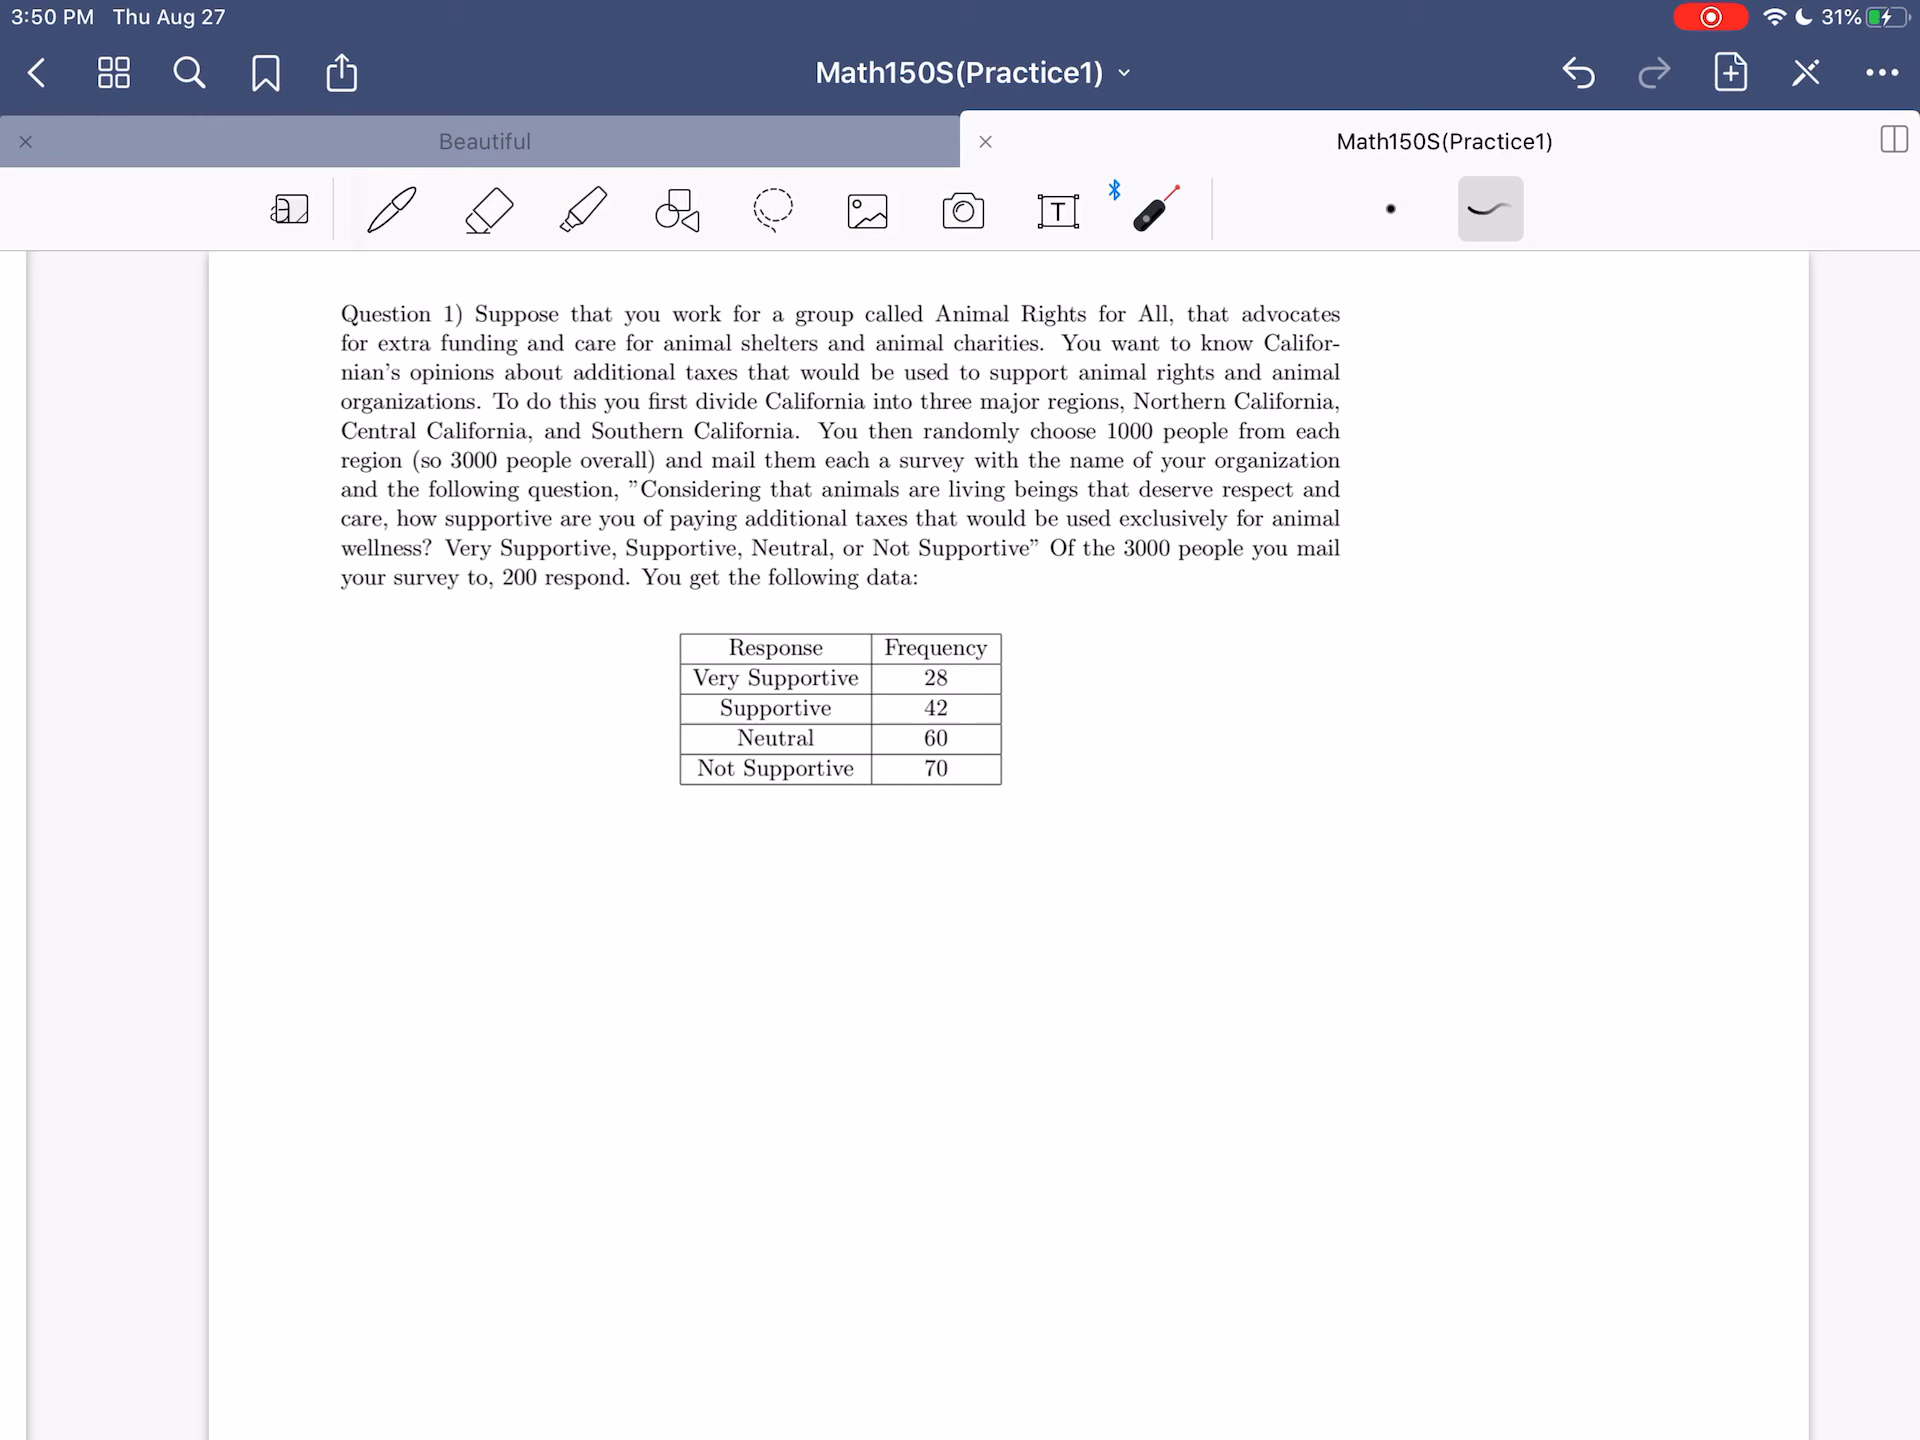 3:50 PM Thu Aug 27
31%
Math150S(Practice1)
Beautiful
Math150S(Practice1)
a
T
Question 1) Suppose that you work for a group called Animal Rights for All, that advocates
for extra funding and care for animal shelters and animal charities. You want to know Califor-
nian's opinions about additional taxes that would be used to support animal rights and animal
organizations. To do this you first divide California into three major regions, Northern California,
Central California, and Southern California. You then randomly choose 1000 people from each
region (so 3000 people overall) and mail them each a survey with the name of your organization
and the following question, ”Considering that animals are living beings that deserve respect and
care, how supportive are you of paying additional taxes that would be used exclusively for animal
wellness? Very Supportive, Supportive, Neutral, or Not Supportive” Of the 3000 people you mail
your survey to, 200 respond. You get the following data:
Response Frequency
Very Supportive 28
Supportive 42
Neutral 60
Not Supportive 70